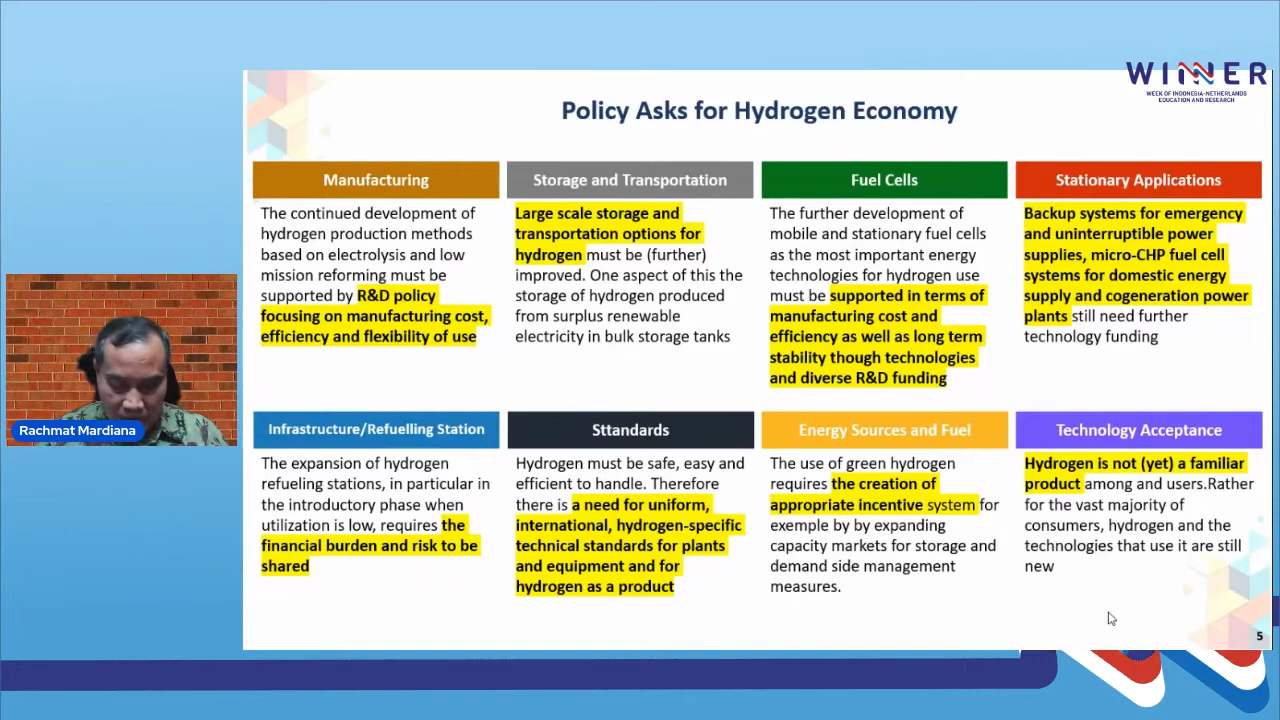 WINNER
WEEK OF INDONESIA-NETHERLANDS
EDUCATION AND RESEARCH
Policy Asks for Hydrogen Economy
Manufacturing
The continued development of
hydrogen production methods
based on electrolysis and low
mission reforming must be
supported by R&D policy
focusing on manufacturing cost,
efficiency and flexibility of use
Storage and Transportation
Large scale storage and
transportation options for
hydrogen must be (further)
improved. One aspect of this the
storage of hydrogen produced
from surplus renewable
electricity in bulk storage tanks
Fuel Cells
The further development of
mobile and stationary fuel cells
as the most important energy
technologies for hydrogen use
must be supported in terms of
manufacturing cost and
efficiency as well as long term
stability though technologies
and diverse R&D funding
Stationary Applications
Backup systems for emergency
and uninterruptible power
supplies, micro-CHP fuel cell
systems for domestic energy
supply and cogeneration power
plants still need further
technology funding
Infrastructure/Refuelling Station
The expansion of hydrogen
refueling stations, in particular in
the introductory phase when
utilization is low, requires the
financial burden and risk to be
shared
Sttandards
Hydrogen must be safe, easy and
efficient to handle. Therefore
there is a need for uniform,
international, hydrogen-specific
technical standards for plants
and equipment and for
hydrogen as a product
Energy Sources and Fuel
The use of green hydrogen
requires the creation of
appropriate incentive system for
exemple by by expanding
capacity markets for storage and
demand side management
measures.
Technology Acceptance
Hydrogen is not (yet) a familiar
product among and users.Rather
for the vast majority of
consumers, hydrogen and the
technologies that use it are still
new
Rachmat Mardiana
5